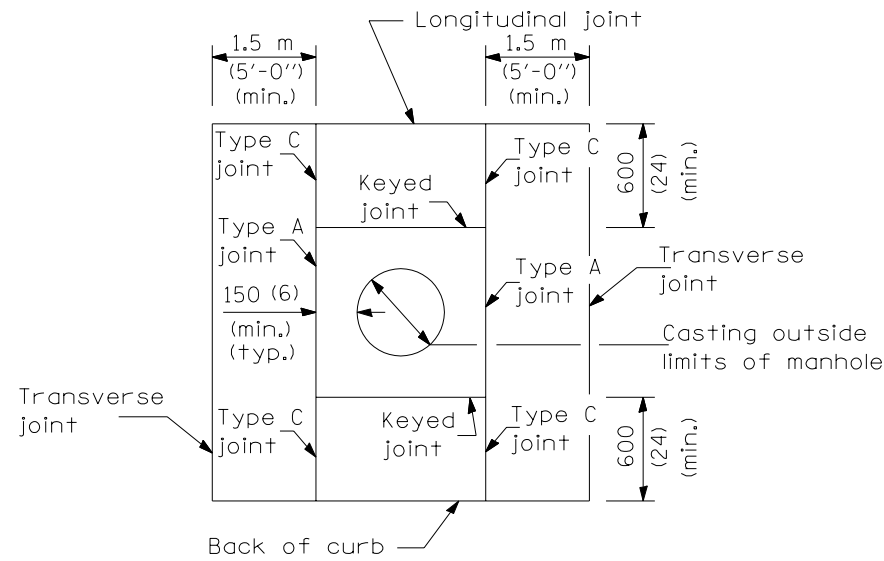 Longitudinal joint
1.5 m
(5'-0'')
(min.)
1.5 m
(5'-0'')
(min.)
Type C
joint
Type C
joint
600
(24)
(min.)
Keyed
joint
Type A
joint
Type A
joint
Transverse
joint
150 (6)
(min.)
(typ.)
Casting outside
limits of manhole
Transverse
joint
Type C
joint
Keyed
joint
Type C
joint
600
(24)
(min.)
Back of curb